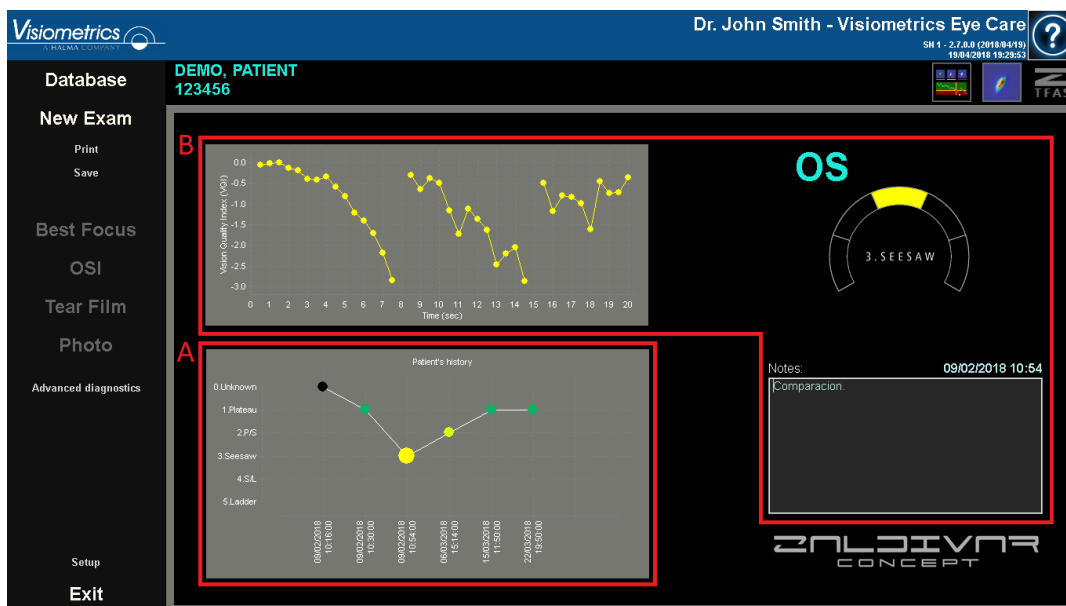 Visiometrics
A HALMA COMPANY
Dr. John Smith - Visiometrics Eye Care
SH 1 - 2.7.0.0 (2018/04/19)
19/04/2018 19:29:53
?
Database
New Exam
Print
Save
Best Focus
OSI
Tear Film
Photo
Advanced diagnostics
Setup
Exit
DEMO, PATIENT
123456
TFAS
B
Vision Quality Index (VQI)
0.0
-0.5
-1.0
-1.5
-2.0
-2.5
-3.0
0 1 2 3 4 5 6 7 8 9 10 11 12 13 14 15 16 17 18 19 20
Time (sec)
OS
3.SEESAW
A
Patient's history
0.Unknown
1.Plateau
2.P/S
3.Seesaw
4.S/L
5.Ladder
09/02/2018 10:16:00
09/02/2018 10:30:00
09/02/2018 10:54:00
06/03/2018 15:14:00
15/03/2018 11:50:00
22/03/2018 19:50:00
Notes: 09/02/2018 10:54
Comparacion.
ZALDIVAR
CONCEPT